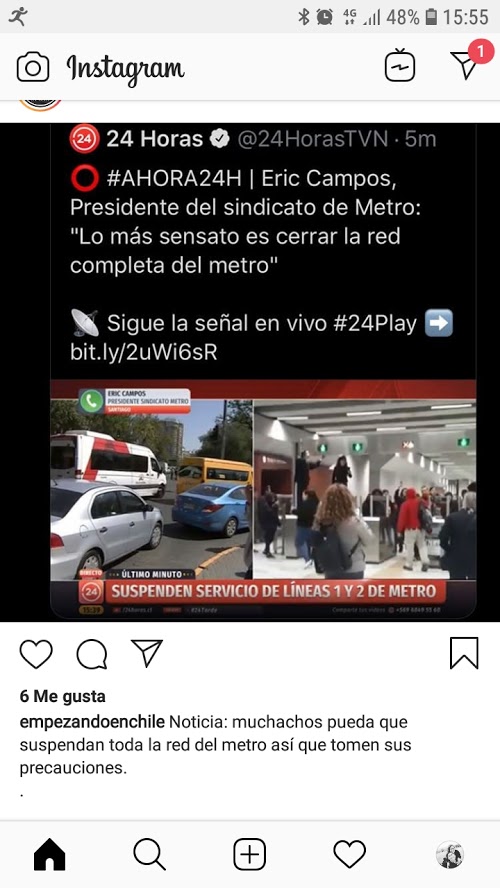 4G 48% 15:55
Instagram
1
24 24 Horas @24HorasTVN · 5m
#AHORA24H | Eric Campos,
Presidente del sindicato de Metro:
"Lo más sensato es cerrar la red
completa del metro"
Sigue la señal en vivo #24Play
bit.ly/2uWi6sR
ERIC CAMPOS
PRESIDENTE SINDICATO METRO
SANTIAGO
DIRECTO
ÚLTIMO MINUTO
24 SUSPENDEN SERVICIO DE LÍNEAS 1 Y 2 DE METRO
6 Me gusta
empezandoenchile Noticia: muchachos pueda que
suspendan toda la red del metro así que tomen sus
precauciones.
.